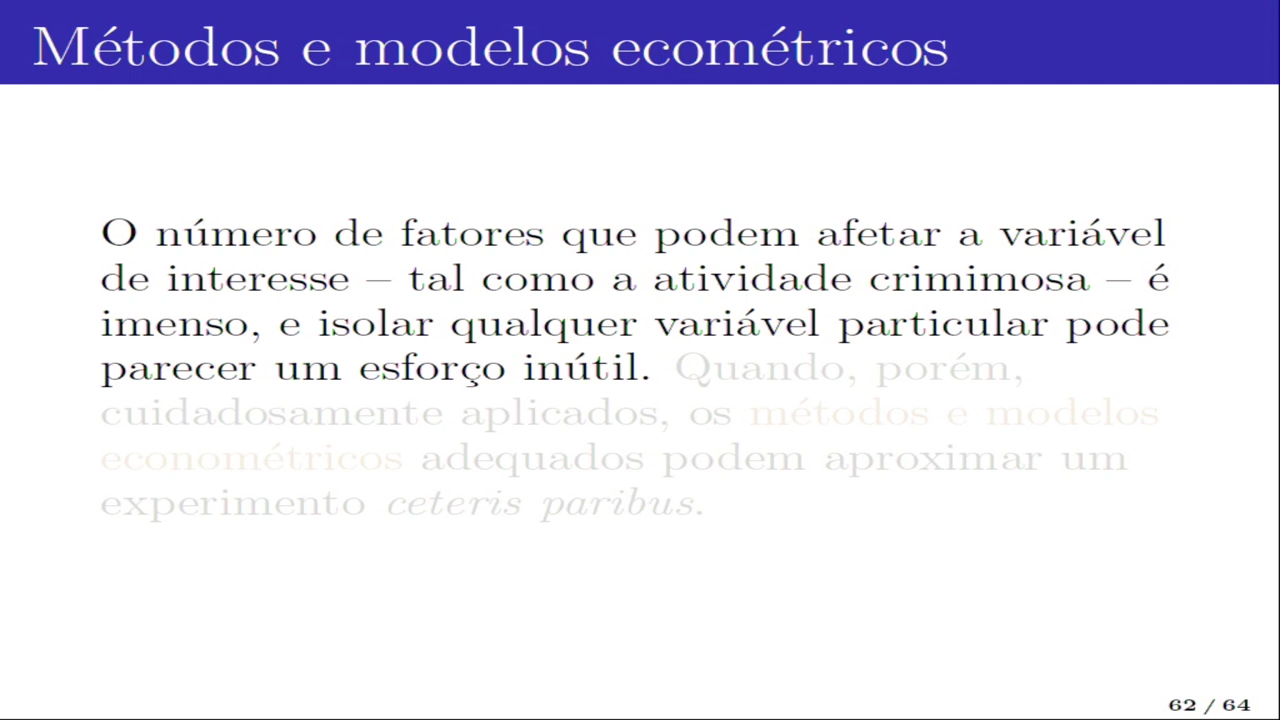 Métodos e modelos ecométricos
O número de fatores que podem afetar a variável
de interesse – tal como a atividade crimimosa – é
imenso, e isolar qualquer variável particular pode
parecer um esforço inútil. Quando, porém,
cuidadosamente aplicados, os métodos e modelos
econométricos adequados podem aproximar um
experimento ceteris paribus.
62 / 64